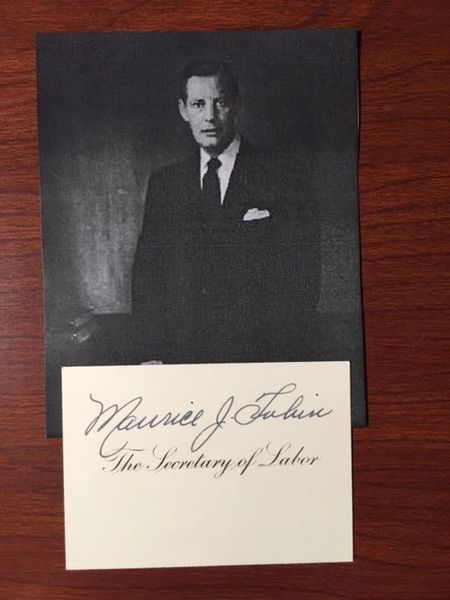 Maurice J. Tobin
The Secretary of Labor